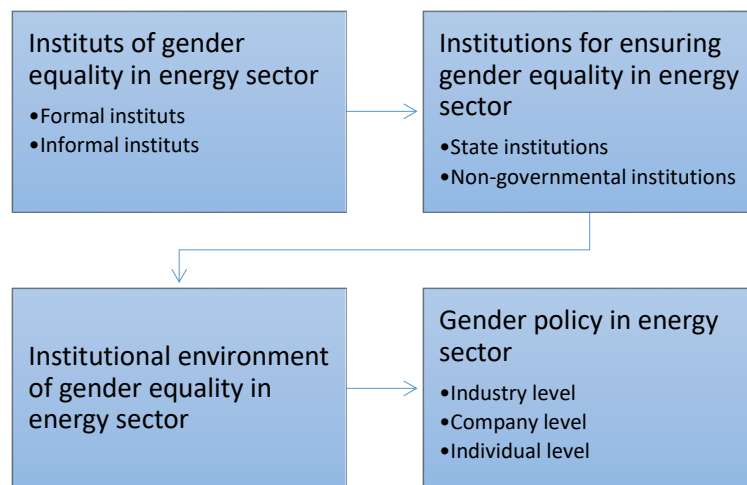 Instituts of gender
equality in energy sector
•Formal instituts
•Informal instituts
Institutions for ensuring
gender equality in energy
sector
•State institutions
•Non-governmental institutions
Institutional environment
of gender equality in
energy sector
Gender policy in energy
sector
•Industry level
•Company level
•Individual level